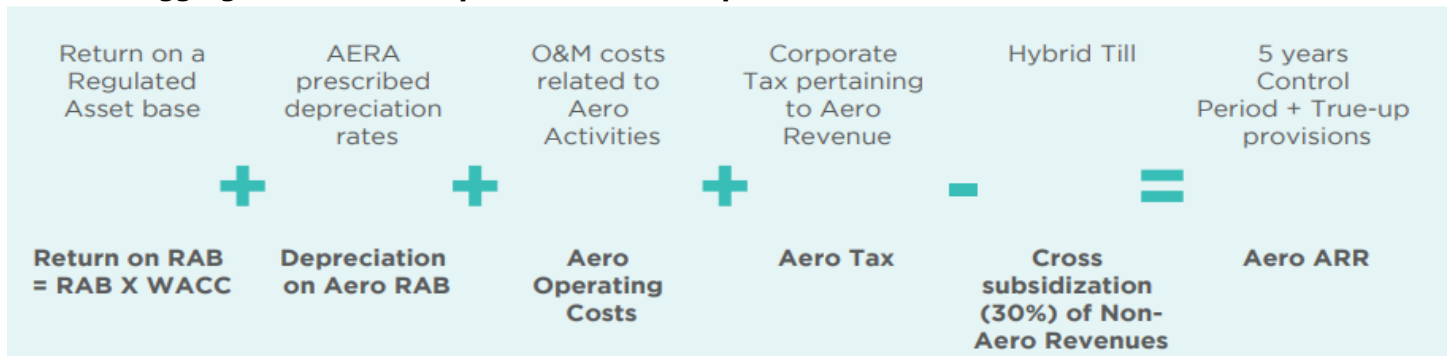 Return on a
Regulated
Asset base
AERA
prescribed
depreciation
rates
O&M costs
related to
Aero
Activities
Corporate
Tax pertaining
to Aero
Revenue
Hybrid Till
5 years
Control
Period + True-up
provisions
+ + + - =
Return on RAB
= RAB X WACC
Depreciation
on Aero RAB
Aero
Operating
Costs
Aero Tax
Cross
subsidization
(30%) of Non-
Aero Revenues
Aero ARR